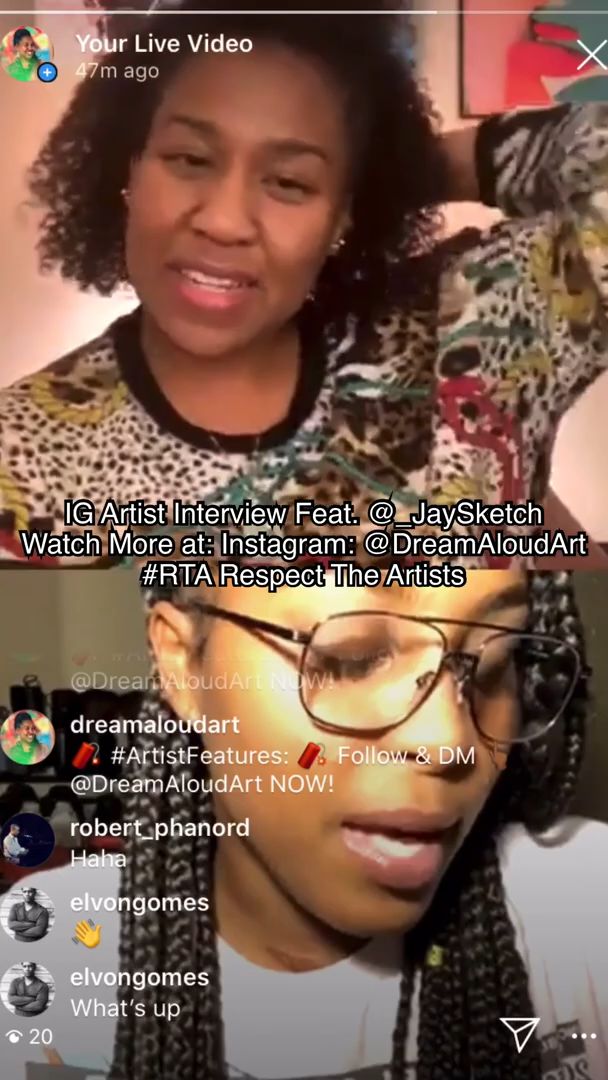 Your Live Video
47m ago
IG Artist Interview Feat. @_JaySketch
Watch More at: Instagram: @DreamAloudArt
#RTA Respect The Artists
@DreamAloudArt NOW!
dreamaloudart
🧨 #ArtistFeatures: 🧨 Follow & DM
@DreamAloudArt NOW!
robert_phanord
Haha
elvongomes
👋
elvongomes
What's up
20